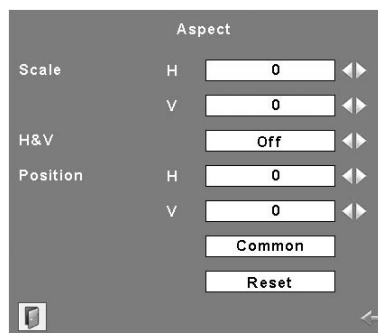 Aspect
Scale H 0
V 0
H&V Off
Position H 0
V 0
Common
Reset